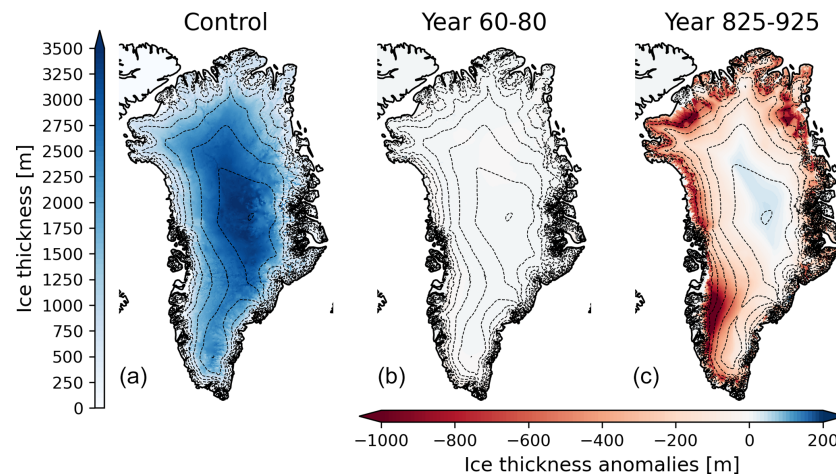 Control
Year 60-80
Year 825-925
3500
3250
3000
2750
2500
2250
2000
1750
1500
1250
1000
750
500
250
0
Ice thickness [m]
(a)
(b)
(c)
−1000 −800 −600 −400 −200 0 200
Ice thickness anomalies [m]